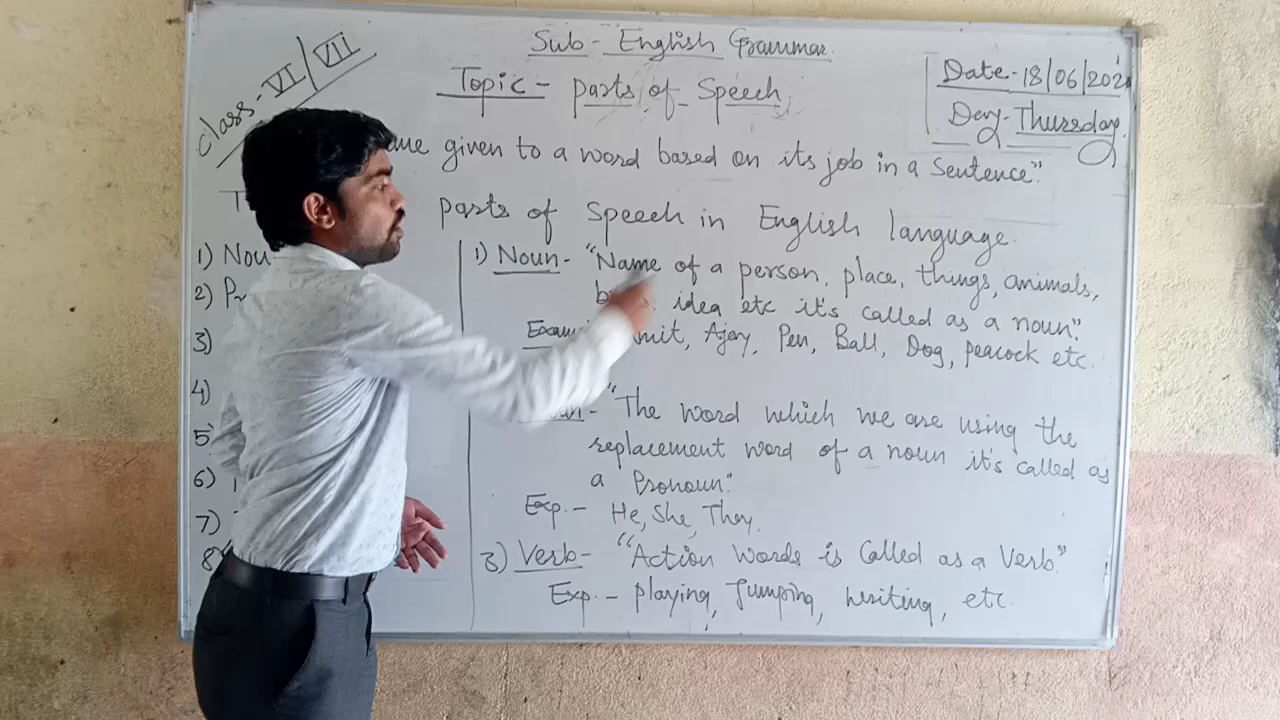 Class - VI/VII
Sub - English Grammar
Topic - Parts of Speech
Date - 18/06/202
Day - Thursday
given to a word based on its job in a Sentence."
Parts of Speech in English language.
1) Nou
2) Pr
3)
4)
5)
6)
7)
8)
1) Noun - "Name of a person, place, things, animals,
idea etc it's called as a noun".
Exam mit, Ajay, Pen, Ball, Dog, Peacock etc.
- "The word which we are using the
replacement word of a noun it's called as
a Pronoun."
Exp. - He, She, They.
3) Verb - "Action words is called as a Verb."
Exp. - Playing, Jumping, writing, etc.